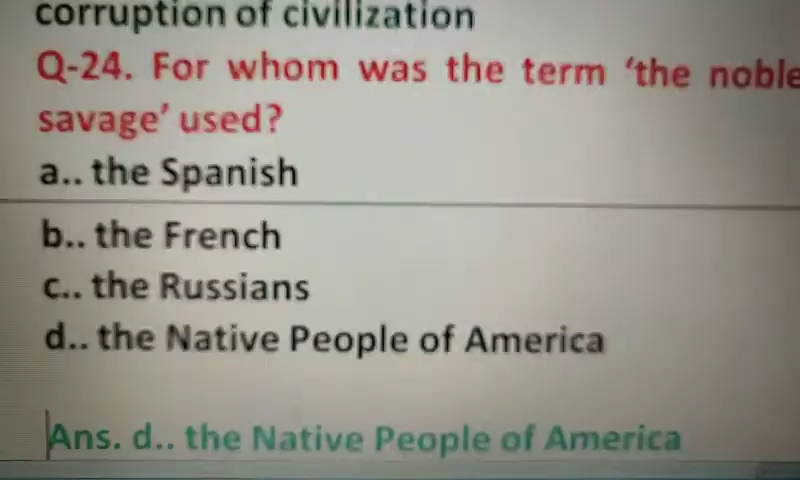 corruption of civilization
Q-24. For whom was the term ‘the noble
savage’ used?
a.. the Spanish
b.. the French
c.. the Russians
d.. the Native People of America
Ans. d.. the Native People of America